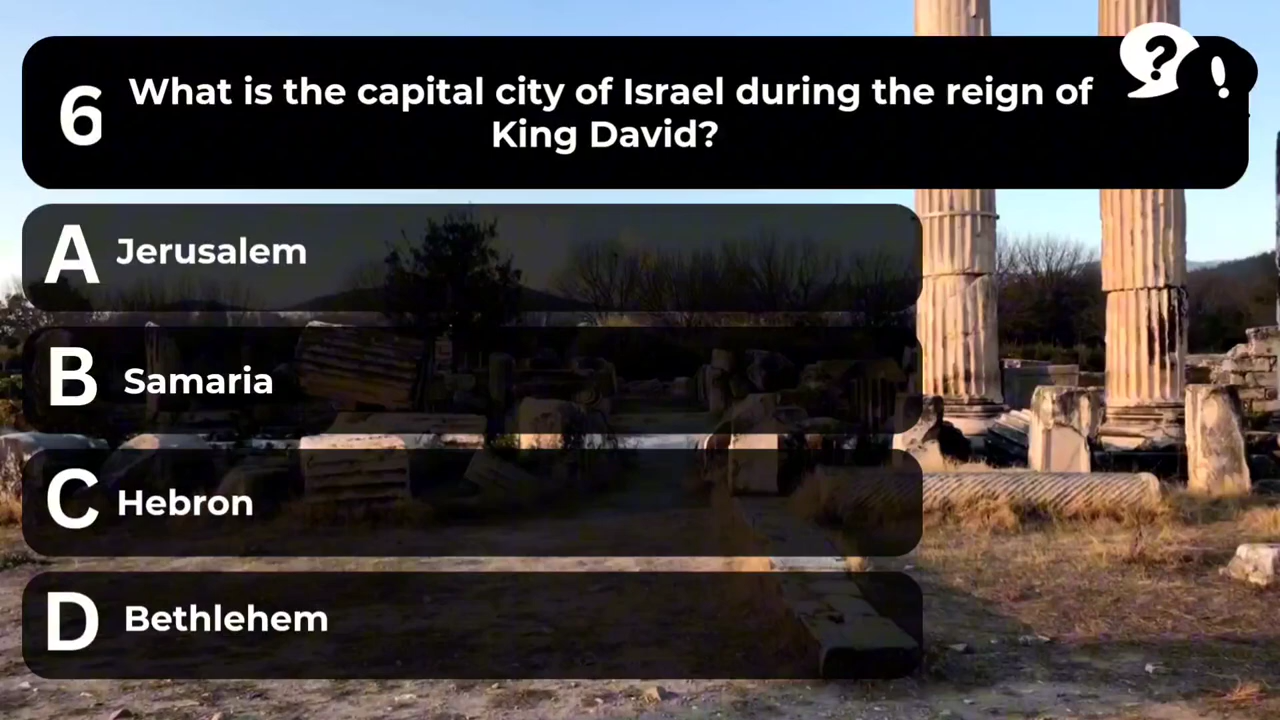 6
What is the capital city of Israel during the reign of
King David?
? !
A Jerusalem
B Samaria
C Hebron
D Bethlehem